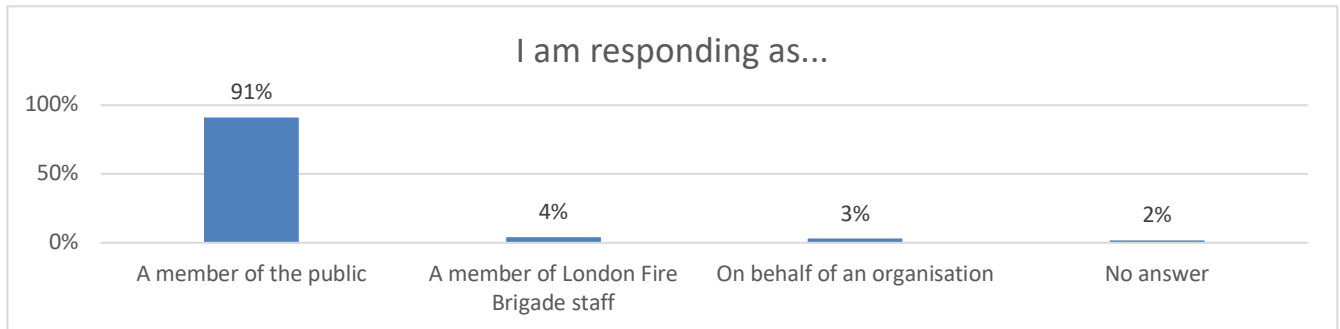 I am responding as...
91%
100%
50%
4%
3%
2%
0%
A member of the public
A member of London Fire
Brigade staff
On behalf of an organisation
No answer